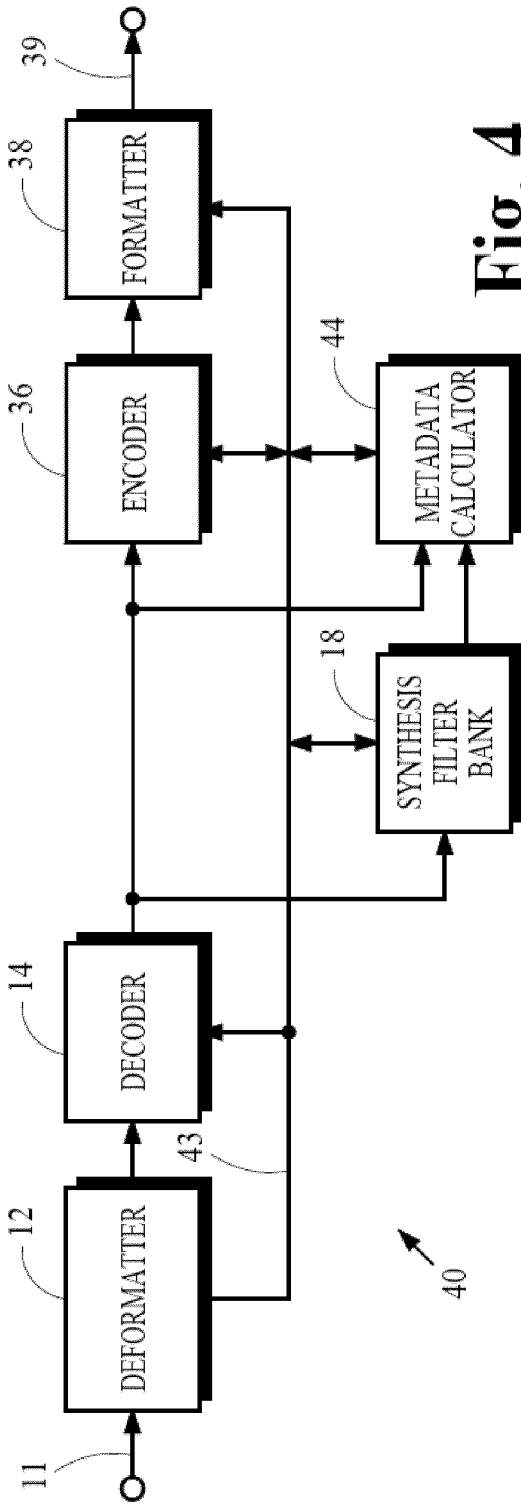 11
12
DEFORMATTER
14
DECODER
36
ENCODER
38
FORMATTER
39
43
18
SYNTHESIS
FILTER
BANK
44
METADATA
CALCULATOR
40
Fig. 4